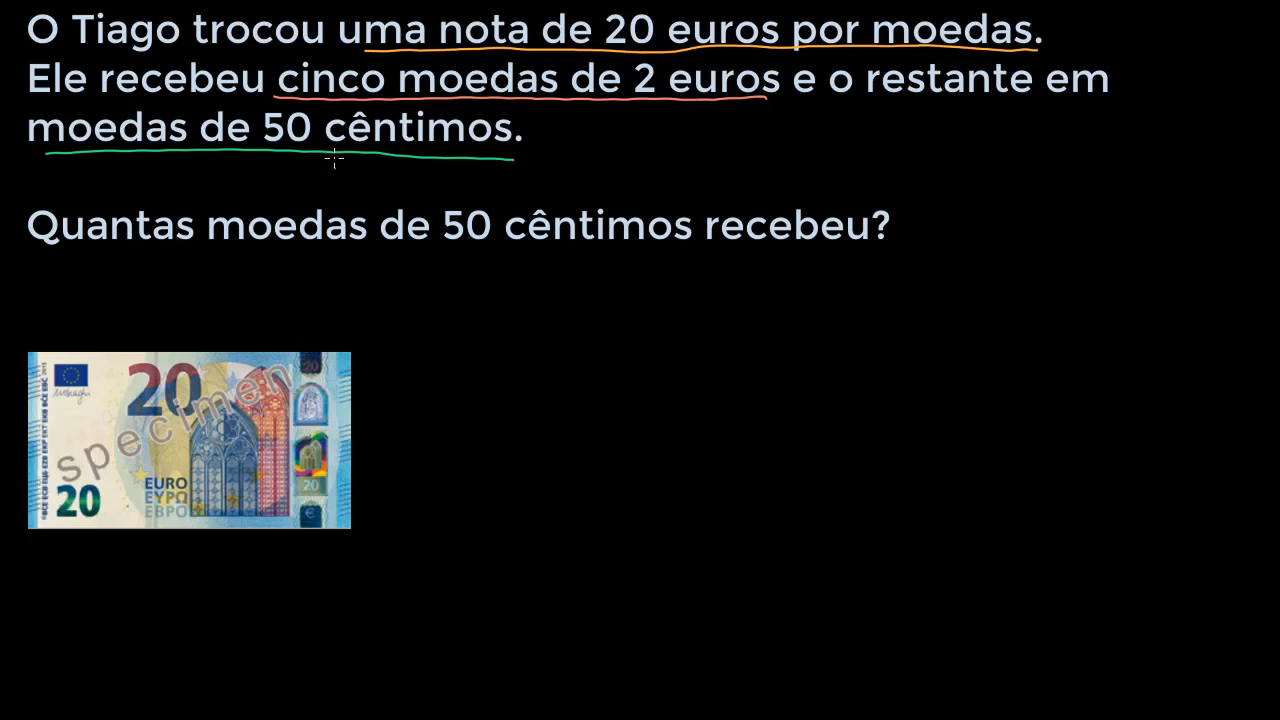 O Tiago trocou uma nota de 20 euros por moedas.
Ele recebeu cinco moedas de 2 euros e o restante em
moedas de 50 cêntimos.
Quantas moedas de 50 cêntimos recebeu?
20
20
specimen
EURO
ΕΥΡΩ
ЕВРО
20
20
€